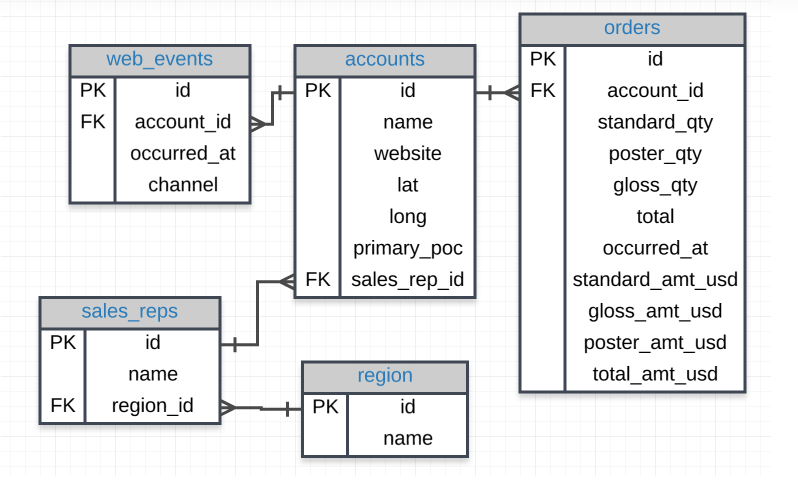 web_events
PK id
FK account_id
occurred_at
channel
accounts
PK id
name
website
lat
long
primary_poc
FK sales_rep_id
orders
PK id
FK account_id
standard_qty
poster_qty
gloss_qty
total
occurred_at
standard_amt_usd
gloss_amt_usd
poster_amt_usd
total_amt_usd
sales_reps
PK id
name
FK region_id
region
PK id
name